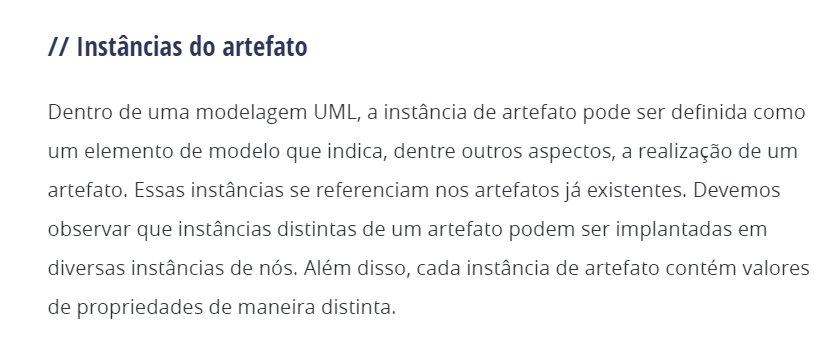 // Instâncias do artefato
Dentro de uma modelagem UML, a instância de artefato pode ser definida como
um elemento de modelo que indica, dentre outros aspectos, a realização de um
artefato. Essas instâncias se referenciam nos artefatos já existentes. Devemos
observar que instâncias distintas de um artefato podem ser implantadas em
diversas instâncias de nós. Além disso, cada instância de artefato contém valores
de propriedades de maneira distinta.